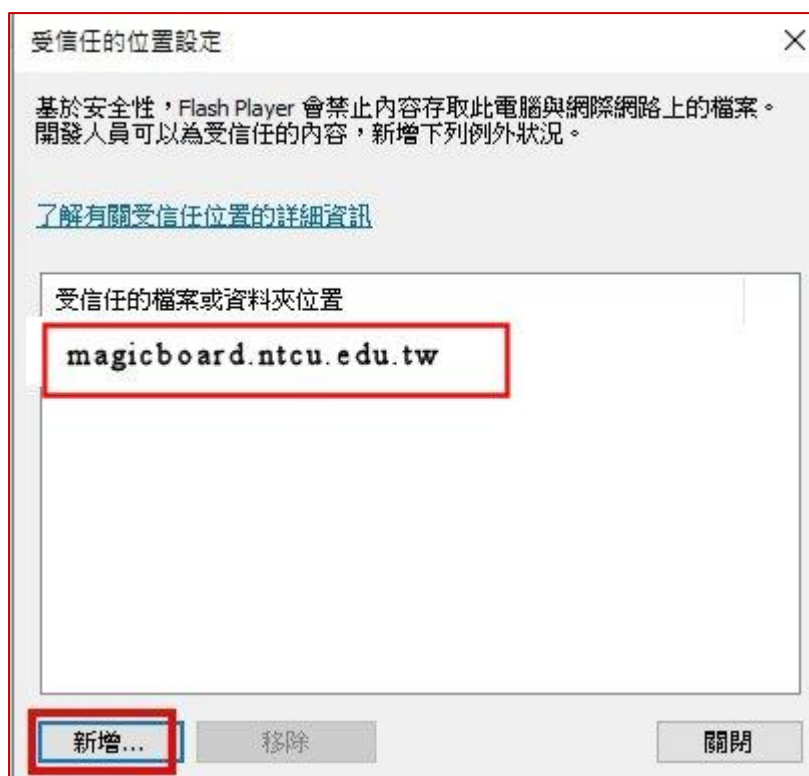 受信任的位置設定
基於安全性，Flash Player 會禁止內容存取此電腦與網際網路上的檔案。
開發人員可以為受信任的內容，新增下列例外狀況。
了解有關受信任位置的詳細資訊
受信任的檔案或資料夾位置
magicboard.ntcu.edu.tw
新增... 移除 關閉